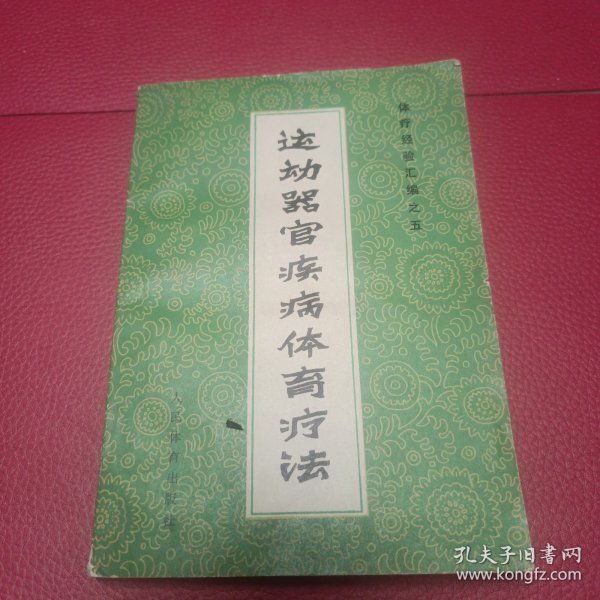 体疗经验汇编之五
运动器官疾病体育疗法
人民体育出版社
孔夫子旧书网
www.kongfz.com